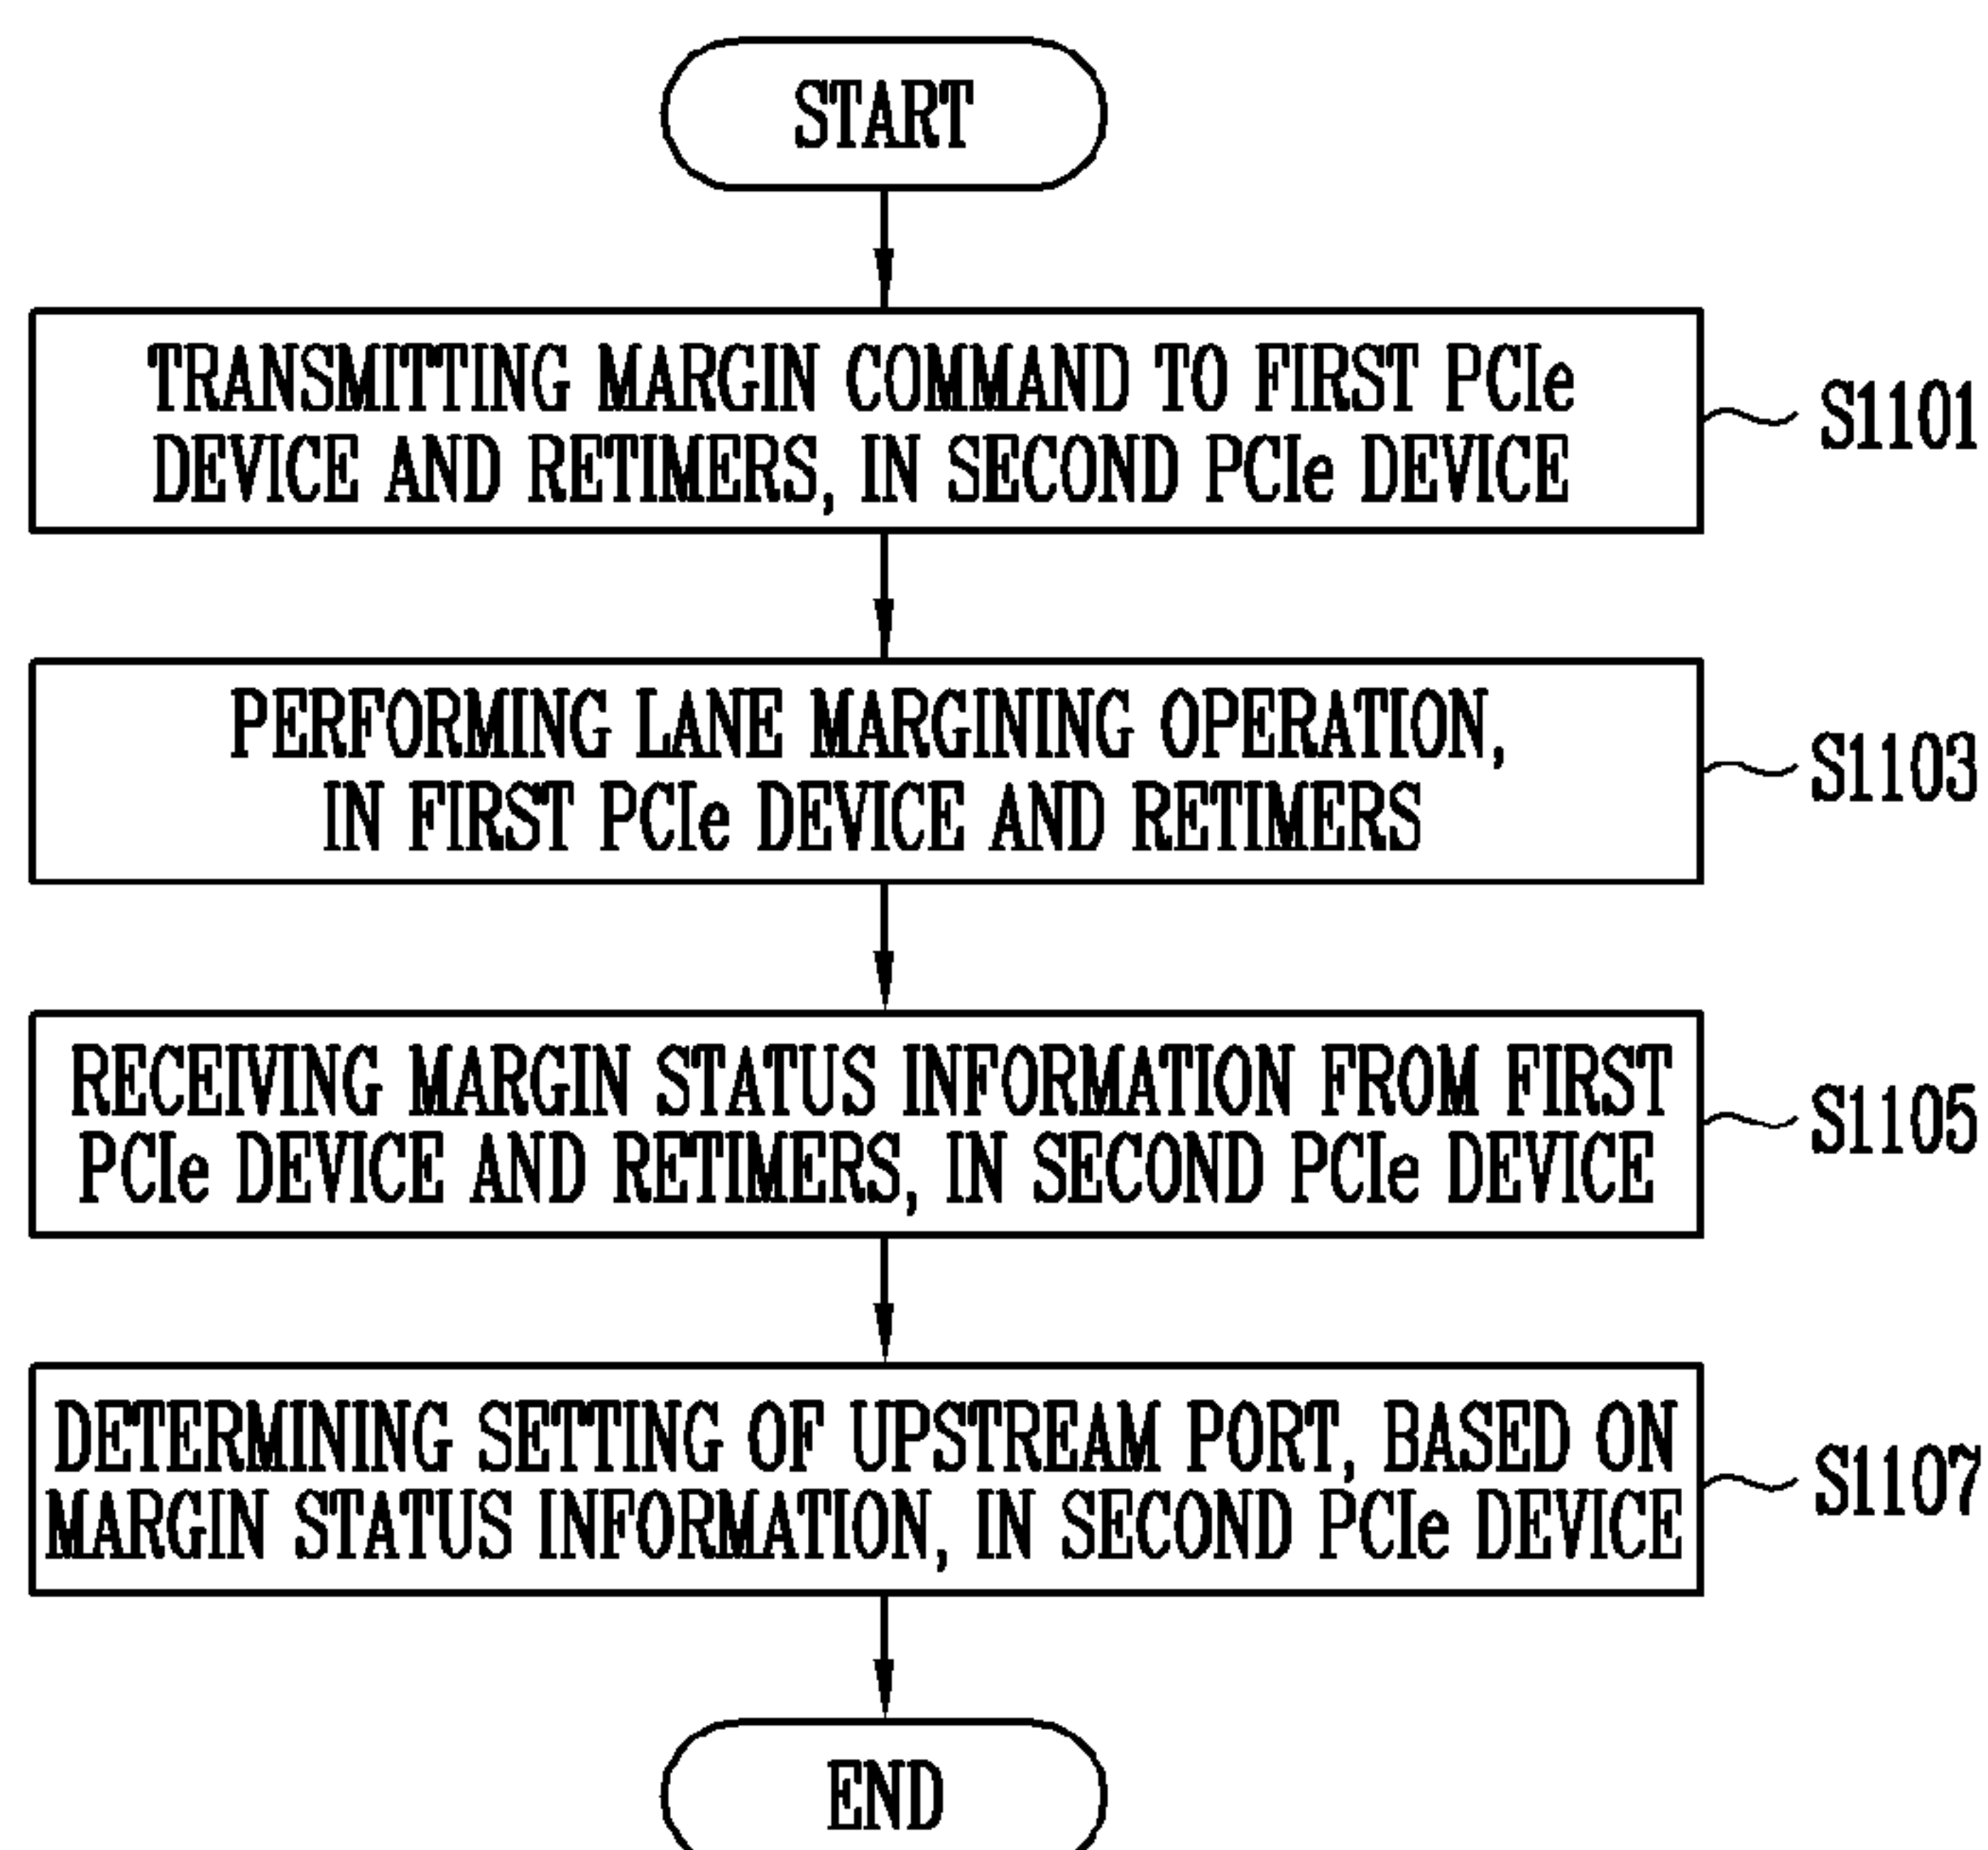 START
TRANSMITTING MARGIN COMMAND TO FIRST PCIe
DEVICE AND RETIMERS, IN SECOND PCIe DEVICE
S1101
PERFORMING LANE MARGINING OPERATION,
IN FIRST PCIe DEVICE AND RETIMERS
S1103
RECEIVING MARGIN STATUS INFORMATION FROM FIRST
PCIe DEVICE AND RETIMERS, IN SECOND PCIe DEVICE
S1105
DETERMINING SETTING OF UPSTREAM PORT, BASED ON
MARGIN STATUS INFORMATION, IN SECOND PCIe DEVICE
S1107
END